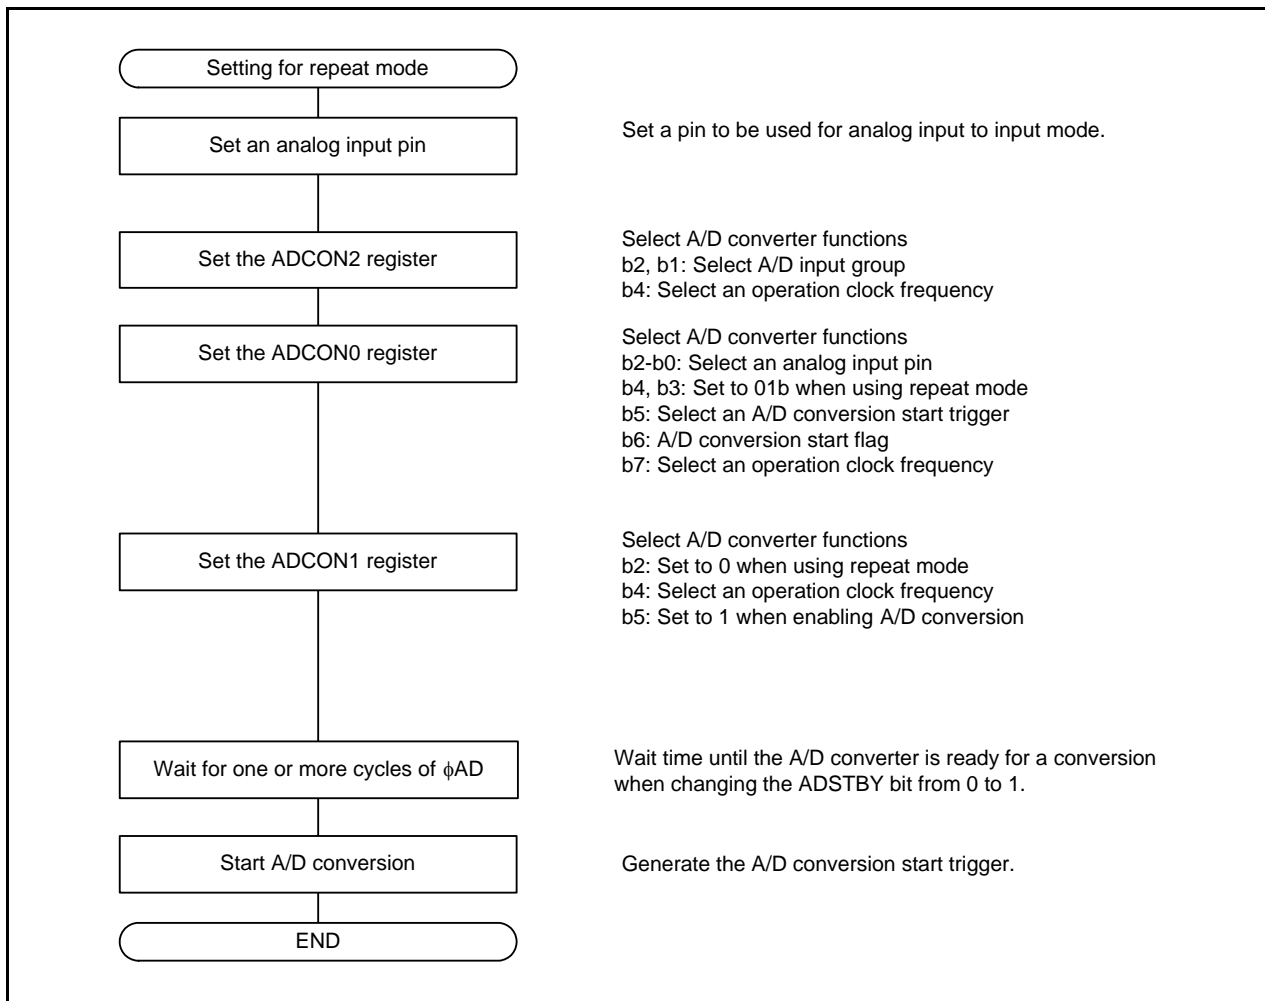 Setting for repeat mode
Set an analog input pin
Set a pin to be used for analog input to input mode.
Set the ADCON2 register
Select A/D converter functions
b2, b1: Select A/D input group
b4: Select an operation clock frequency
Set the ADCON0 register
Select A/D converter functions
b2-b0: Select an analog input pin
b4, b3: Set to 01b when using repeat mode
b5: Select an A/D conversion start trigger
b6: A/D conversion start flag
b7: Select an operation clock frequency
Set the ADCON1 register
Select A/D converter functions
b2: Set to 0 when using repeat mode
b4: Select an operation clock frequency
b5: Set to 1 when enabling A/D conversion
Wait for one or more cycles of ϕAD
Wait time until the A/D converter is ready for a conversion
when changing the ADSTBY bit from 0 to 1.
Start A/D conversion
Generate the A/D conversion start trigger.
END